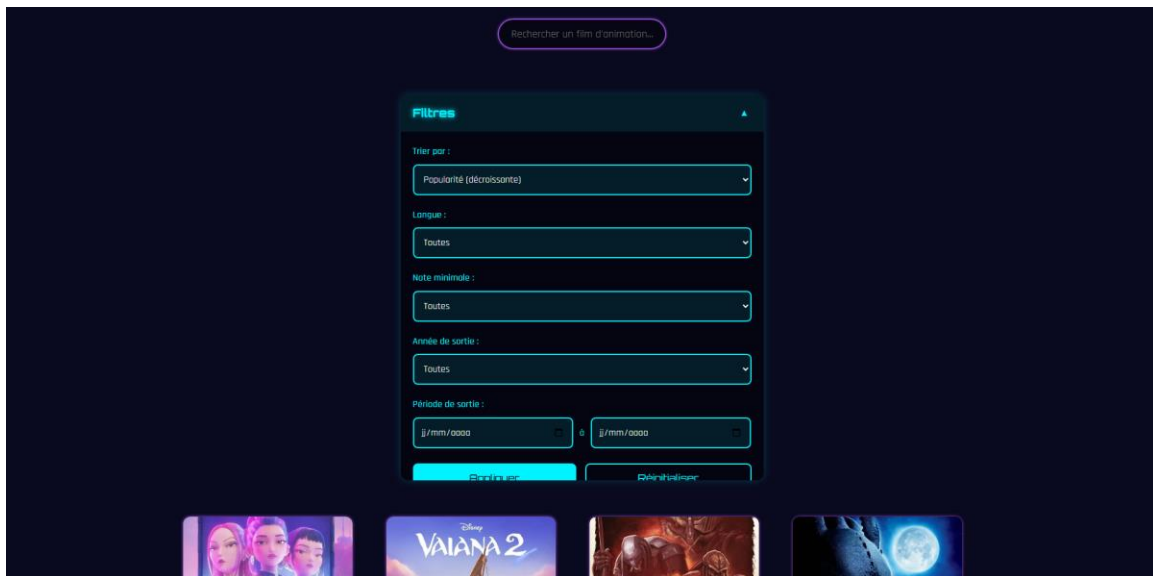 Rechercher un film d'animation...
Filtres ▲
Trier par :
Popularité (décroissante)
Langue :
Toutes
Note minimale :
Toutes
Année de sortie :
Toutes
Période de sortie :
jj/mm/aaaa à jj/mm/aaaa
Appliquer Réinitialiser
Disney
VAIANA 2